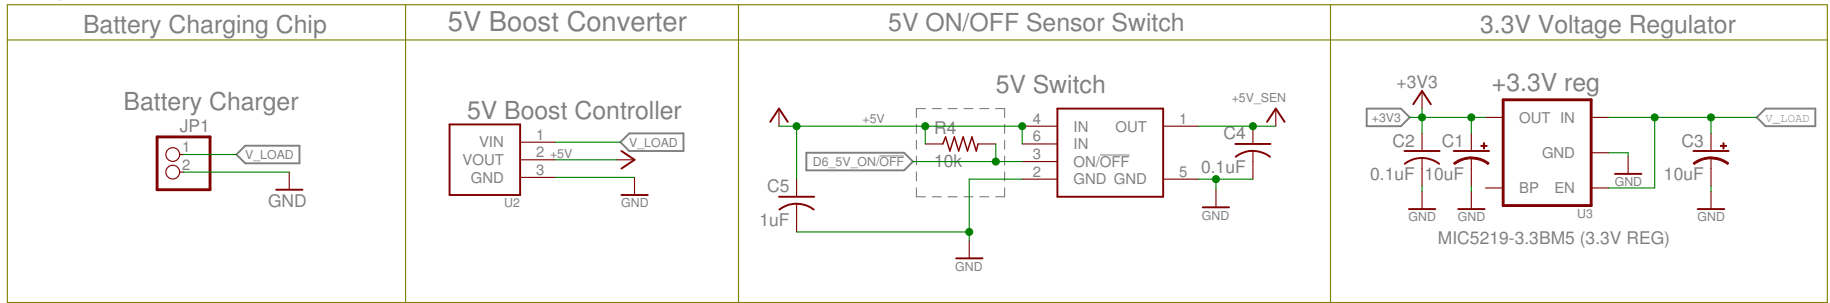 Battery Charging Chip
5V Boost Converter
5V ON/OFF Sensor Switch
3.3V Voltage Regulator
Battery Charger
JP1
1
2
V_LOAD
GND
5V Boost Controller
VIN
VOUT
GND
1
2
3
+5V
V_LOAD
U2
GND
5V Switch
+5V
R4
10k
D6_5V_ON/OFF
C5
1uF
GND
4
6
3
2
IN
IN
ON/OFF
GND
OUT
GND
1
5
+5V_SEN
C4
0.1uF
GND
+3.3V reg
+3V3
+3V3
C2
0.1uF
C1
10uF
+
GND
GND
OUT
IN
GND
BP
EN
U3
GND
C3
10uF
+
GND
V_LOAD
MIC5219-3.3BM5 (3.3V REG)